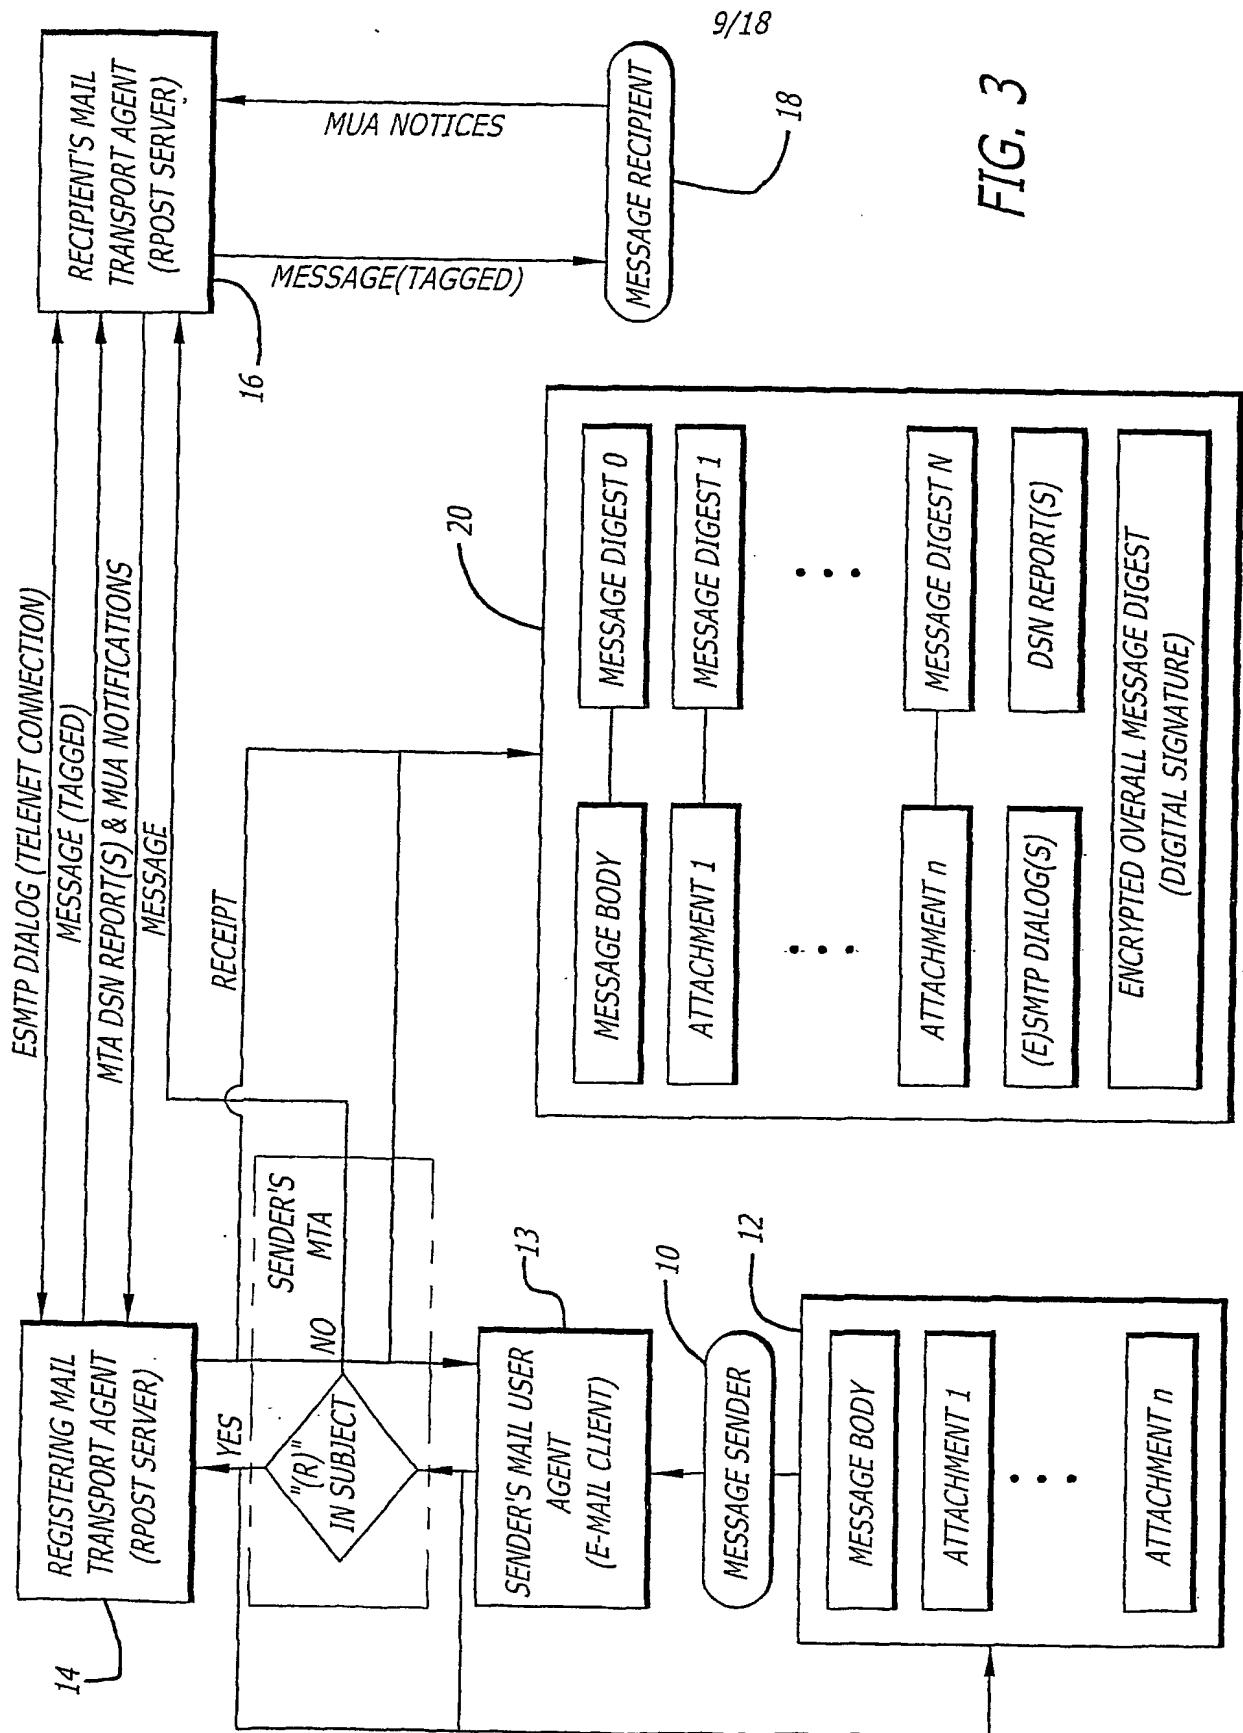 9/18
ESMTP DIALOG (TELENET CONNECTION)
MESSAGE (TAGGED)
MTA DSN REPORT(S) & MUA NOTIFICATIONS
MESSAGE
RECEIPT
14
REGISTERING MAIL
TRANSPORT AGENT
(RPOST SERVER)
RECIPIENT'S MAIL
TRANSPORT AGENT
(RPOST SERVER)
16
YES
NO
"(R)"
IN SUBJECT
SENDER'S
MTA
MESSAGE(TAGGED)
MUA NOTICES
SENDER'S MAIL USER
AGENT
(E-MAIL CLIENT)
13
MESSAGE SENDER
10
12
MESSAGE BODY
ATTACHMENT 1
ATTACHMENT n
20
MESSAGE BODY
MESSAGE DIGEST 0
ATTACHMENT 1
MESSAGE DIGEST 1
ATTACHMENT n
MESSAGE DIGEST N
(E)SMTP DIALOG(S)
DSN REPORT(S)
ENCRYPTED OVERALL MESSAGE DIGEST
(DIGITAL SIGNATURE)
MESSAGE RECIPIENT
18
FIG. 3